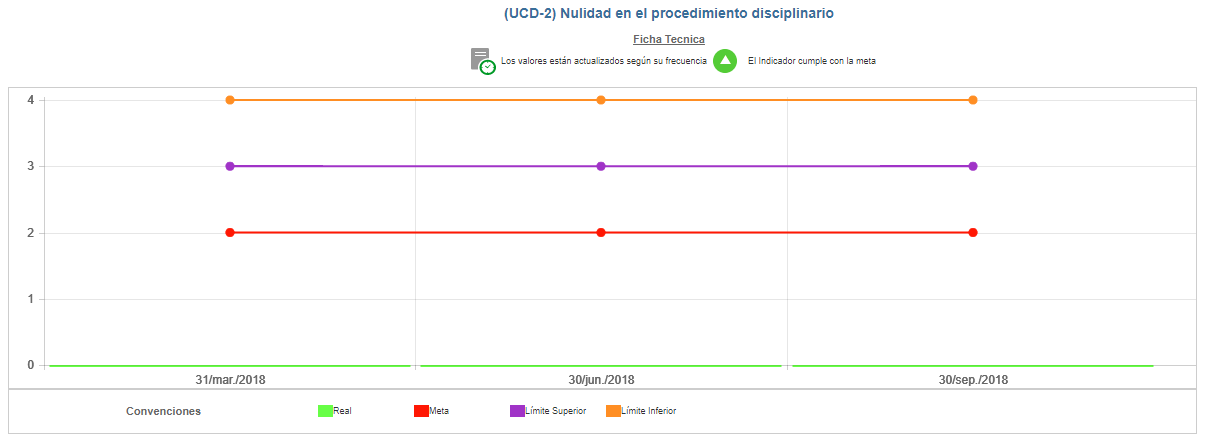 (UCD-2) Nulidad en el procedimiento disciplinario
Ficha Tecnica
Los valores están actualizados según su frecuencia El Indicador cumple con la meta
4
3
2
1
0
31/mar./2018 30/jun./2018 30/sep./2018
Convenciones Real Meta Límite Superior Límite Inferior